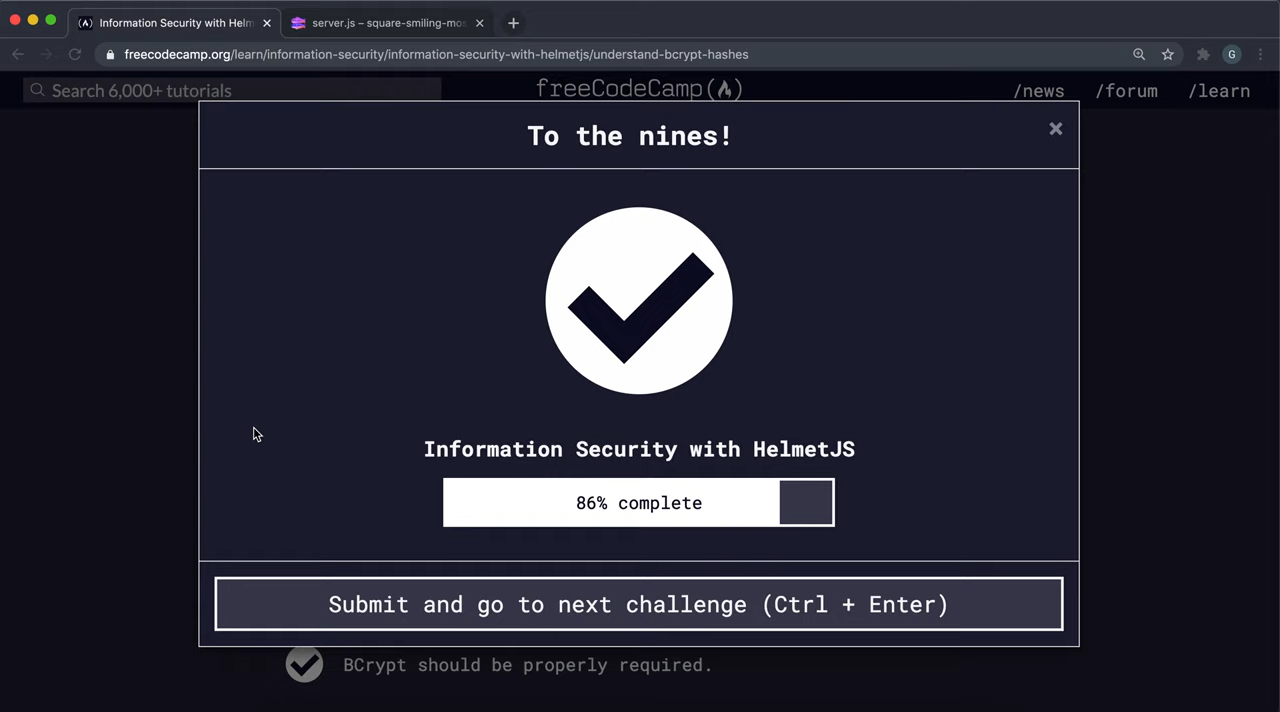 Information Security with Helm
server.js – square-smiling-mos
freecodecamp.org/learn/information-security/information-security-with-helmetjs/understand-bcrypt-hashes
G
Search 6,000+ tutorials
freeCodeCamp(🔥)
/news
/forum
/learn
To the nines!
×
Information Security with HelmetJS
86% complete
Submit and go to next challenge (Ctrl + Enter)
BCrypt should be properly required.